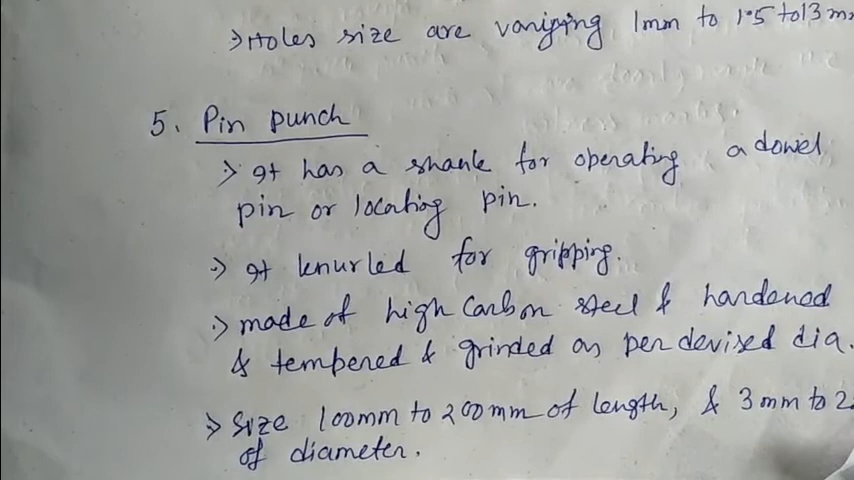 :> Holes size are varying 1mm to 1.5 to 13 m
5. Pin punch
:> It has a shank for operating a dowel
pin or locating pin.
:> It knurled for gripping.
:> made of high carbon steel & hardened
& tempered & grinded as per devised dia.
:> Size 100mm to 200mm of length, & 3mm to 2
of diameter.